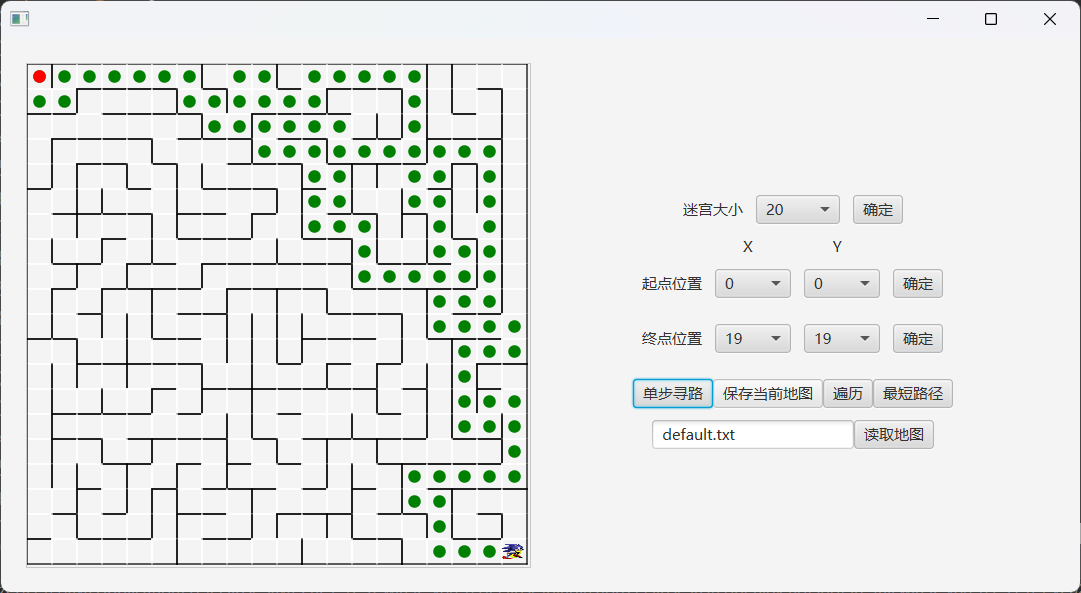 迷宫大小 20 确定
X Y
起点位置 0 0 确定
终点位置 19 19 确定
单步寻路 保存当前地图 遍历 最短路径
default.txt 读取地图